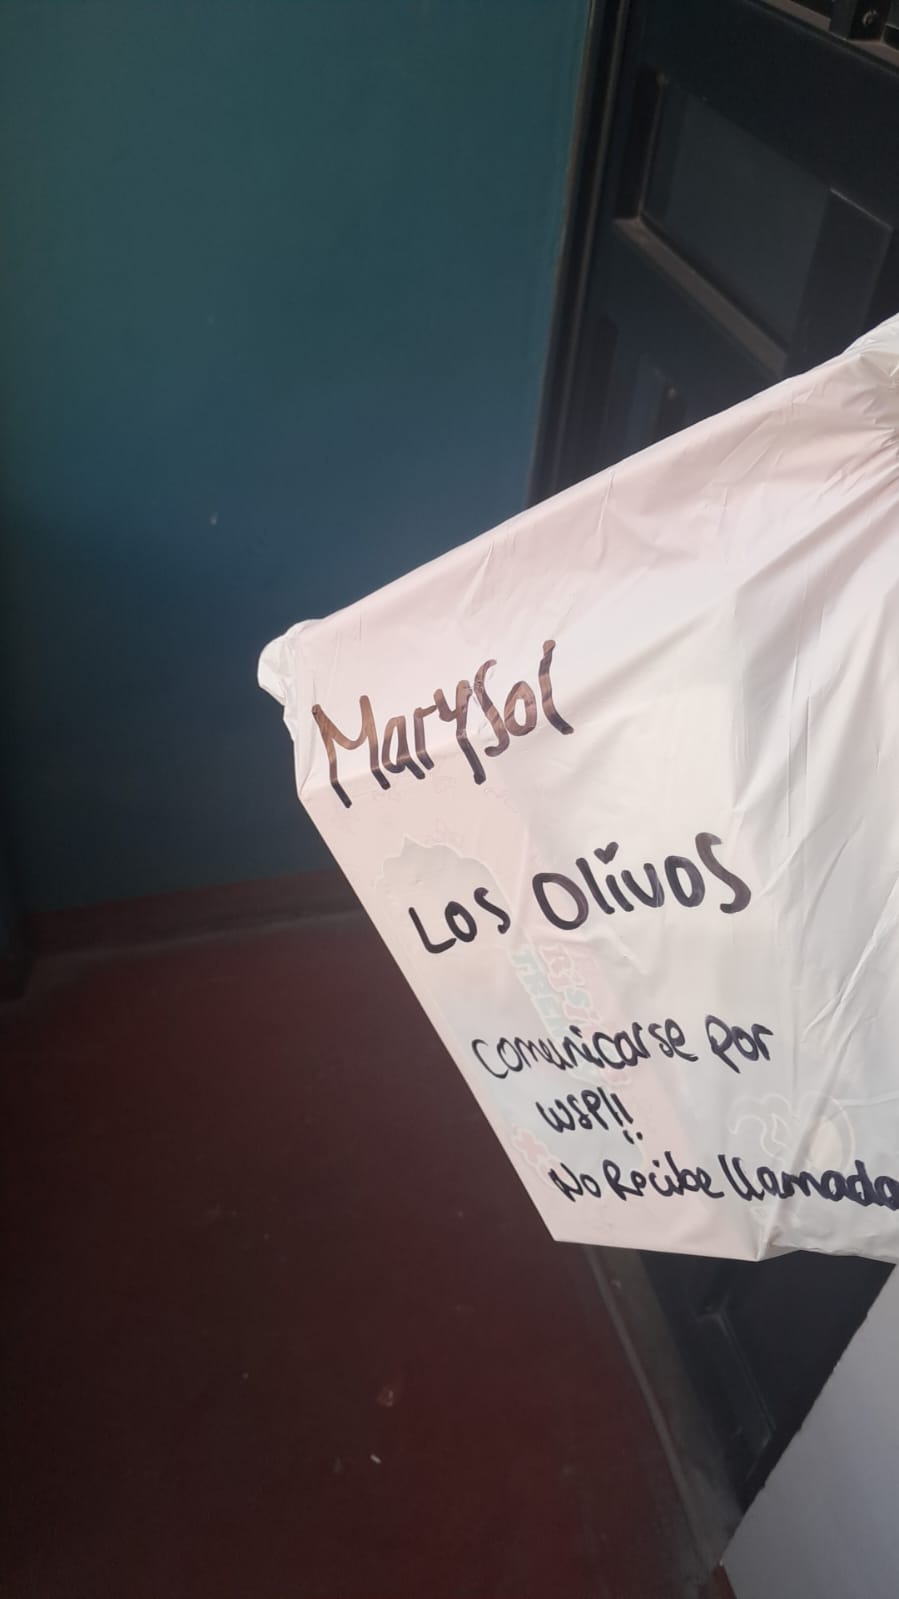 Marysol
Los Olivos
comunicarse por
wsp!!
No Recibe llamada